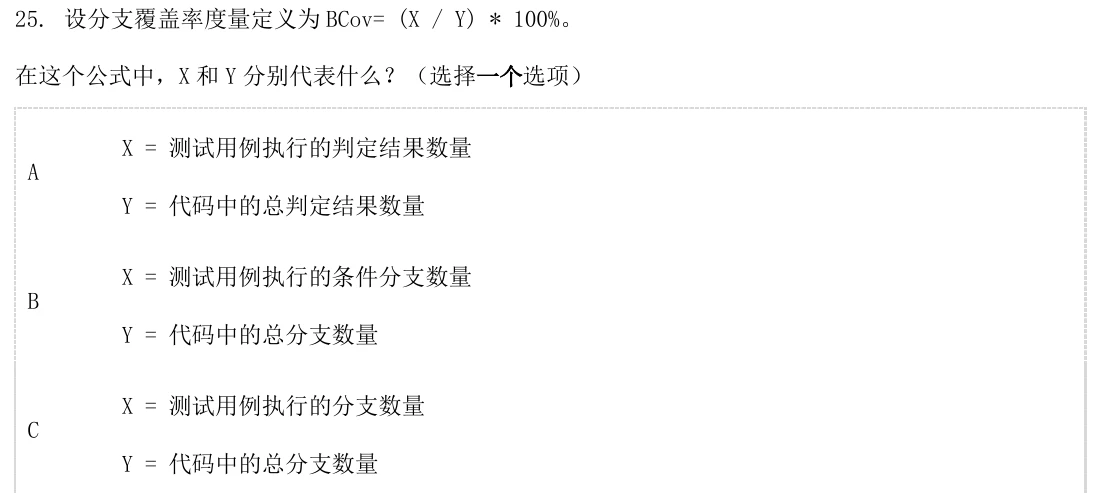 25. 设分支覆盖率度量定义为 BCov= (X / Y) * 100%。
在这个公式中，X 和 Y 分别代表什么？（选择一个选项）
X = 测试用例执行的判定结果数量
A
Y = 代码中的总判定结果数量
X = 测试用例执行的条件分支数量
B
Y = 代码中的总分支数量
X = 测试用例执行的分支数量
C
Y = 代码中的总分支数量